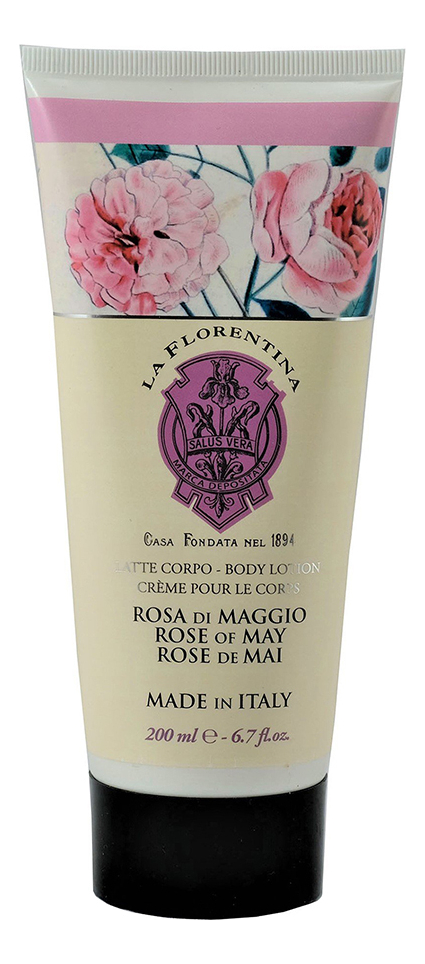 LA FLORENTINA
SALUS VERA
MARCA DEPOSITATA
CASA FONDATA NEL 1894
LATTE CORPO - BODY LOTION
CRÈME POUR LE CORPS
ROSA DI MAGGIO
ROSE OF MAY
ROSE DE MAI
MADE IN ITALY
200 ml ℮ - 6.7 fl.oz.